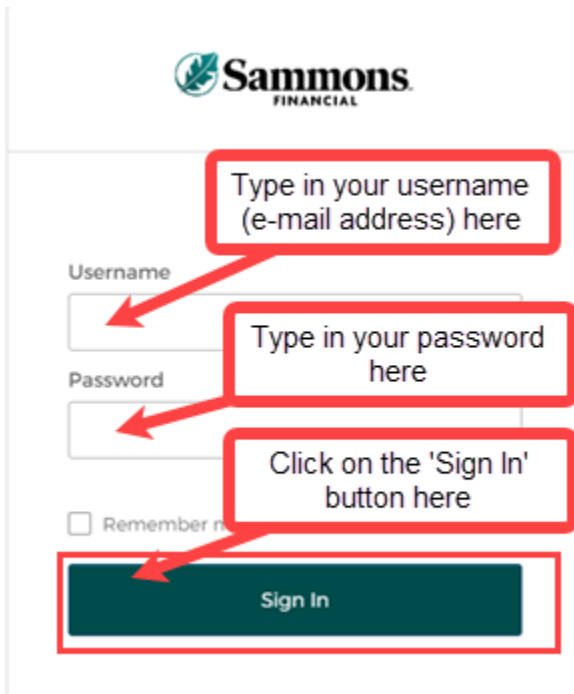 Sammons
FINANCIAL
Type in your username
(e-mail address) here
Username
Type in your password
here
Password
Click on the 'Sign In'
button here
Remember
Sign In